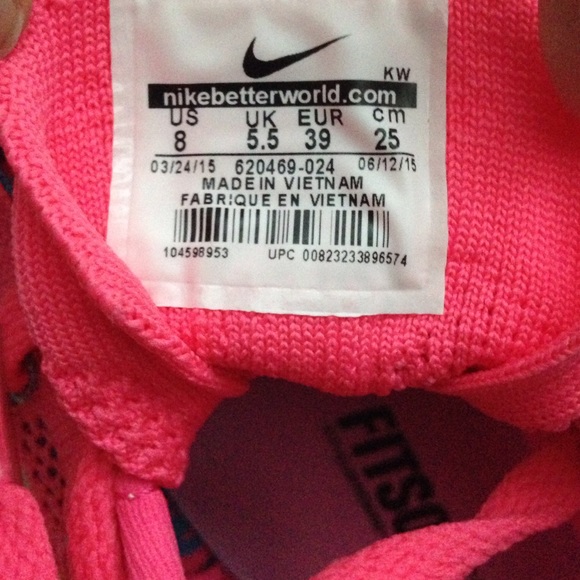 KW
nikebetterworld.com
US UK EUR cm
8 5.5 39 25
03/24/15 620469-024 06/12/15
MADE IN VIETNAM
FABRIQUE EN VIETNAM
104598953 UPC 00823233896574